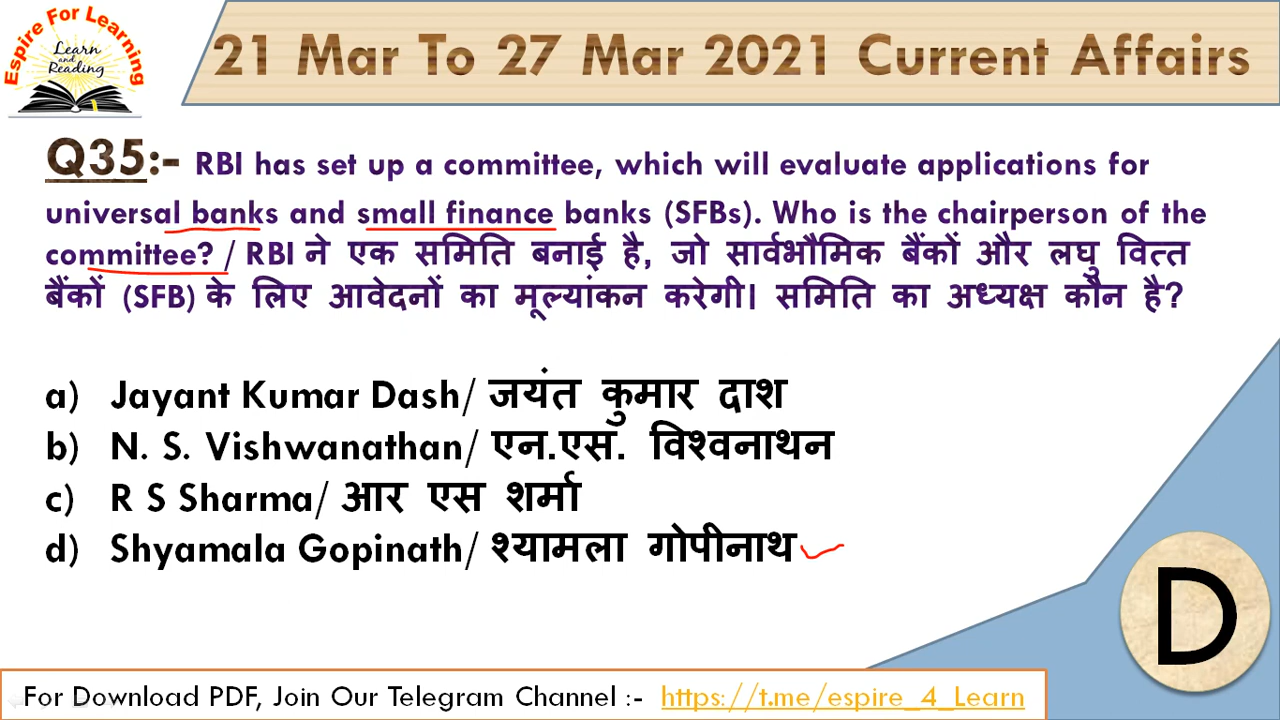 Espire For Learning
Learn
and
Reading
21 Mar To 27 Mar 2021 Current Affairs
Q35:- RBI has set up a committee, which will evaluate applications for
universal banks and small finance banks (SFBs). Who is the chairperson of the
committee? / RBI ने एक समिति बनाई है, जो सार्वभौमिक बैंकों और लघु वित्त
बैंकों (SFB) के लिए आवेदनों का मूल्यांकन करेगी। समिति का अध्यक्ष कौन है?
a) Jayant Kumar Dash/ जयंत कुमार दाश
b) N. S. Vishwanathan/ एन.एस. विश्वनाथन
c) R S Sharma/ आर एस शर्मा
d) Shyamala Gopinath/ श्यामला गोपीनाथ
D
For Download PDF, Join Our Telegram Channel :- https://t.me/espire_4_Learn